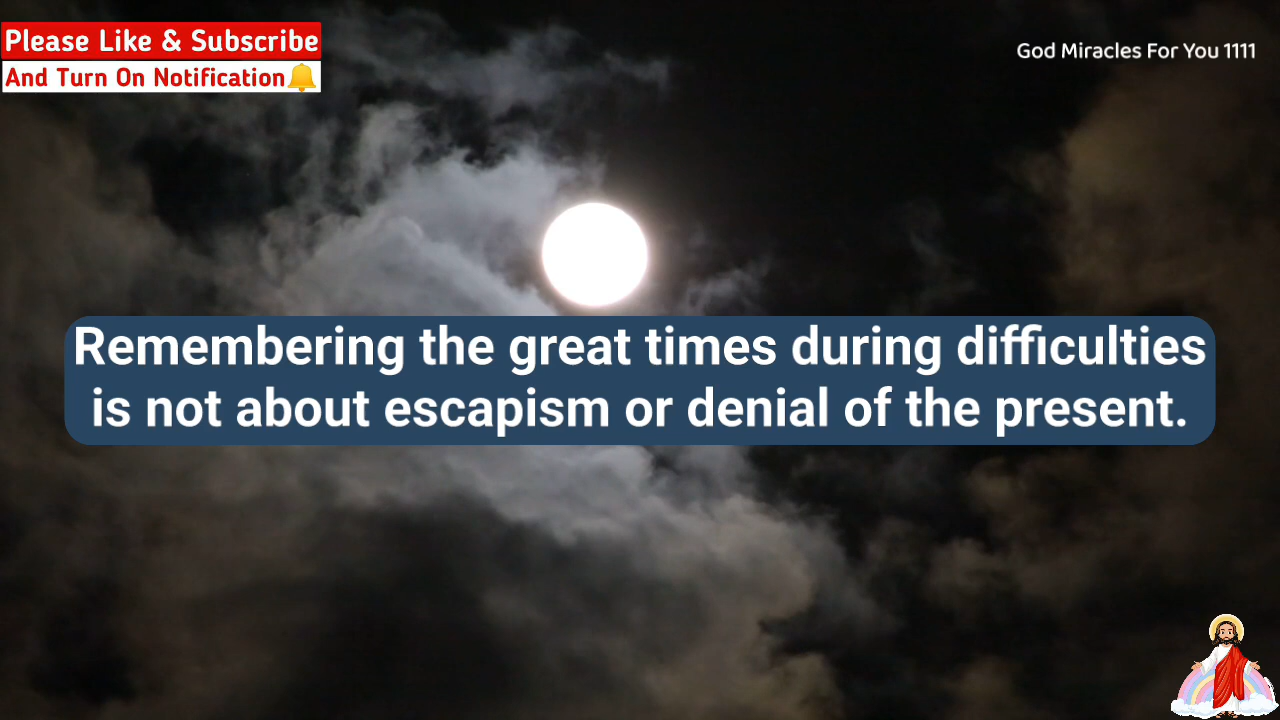 Please Like & Subscribe
And Turn On Notification
God Miracles For You 1111
Remembering the great times during difficulties
is not about escapism or denial of the present.